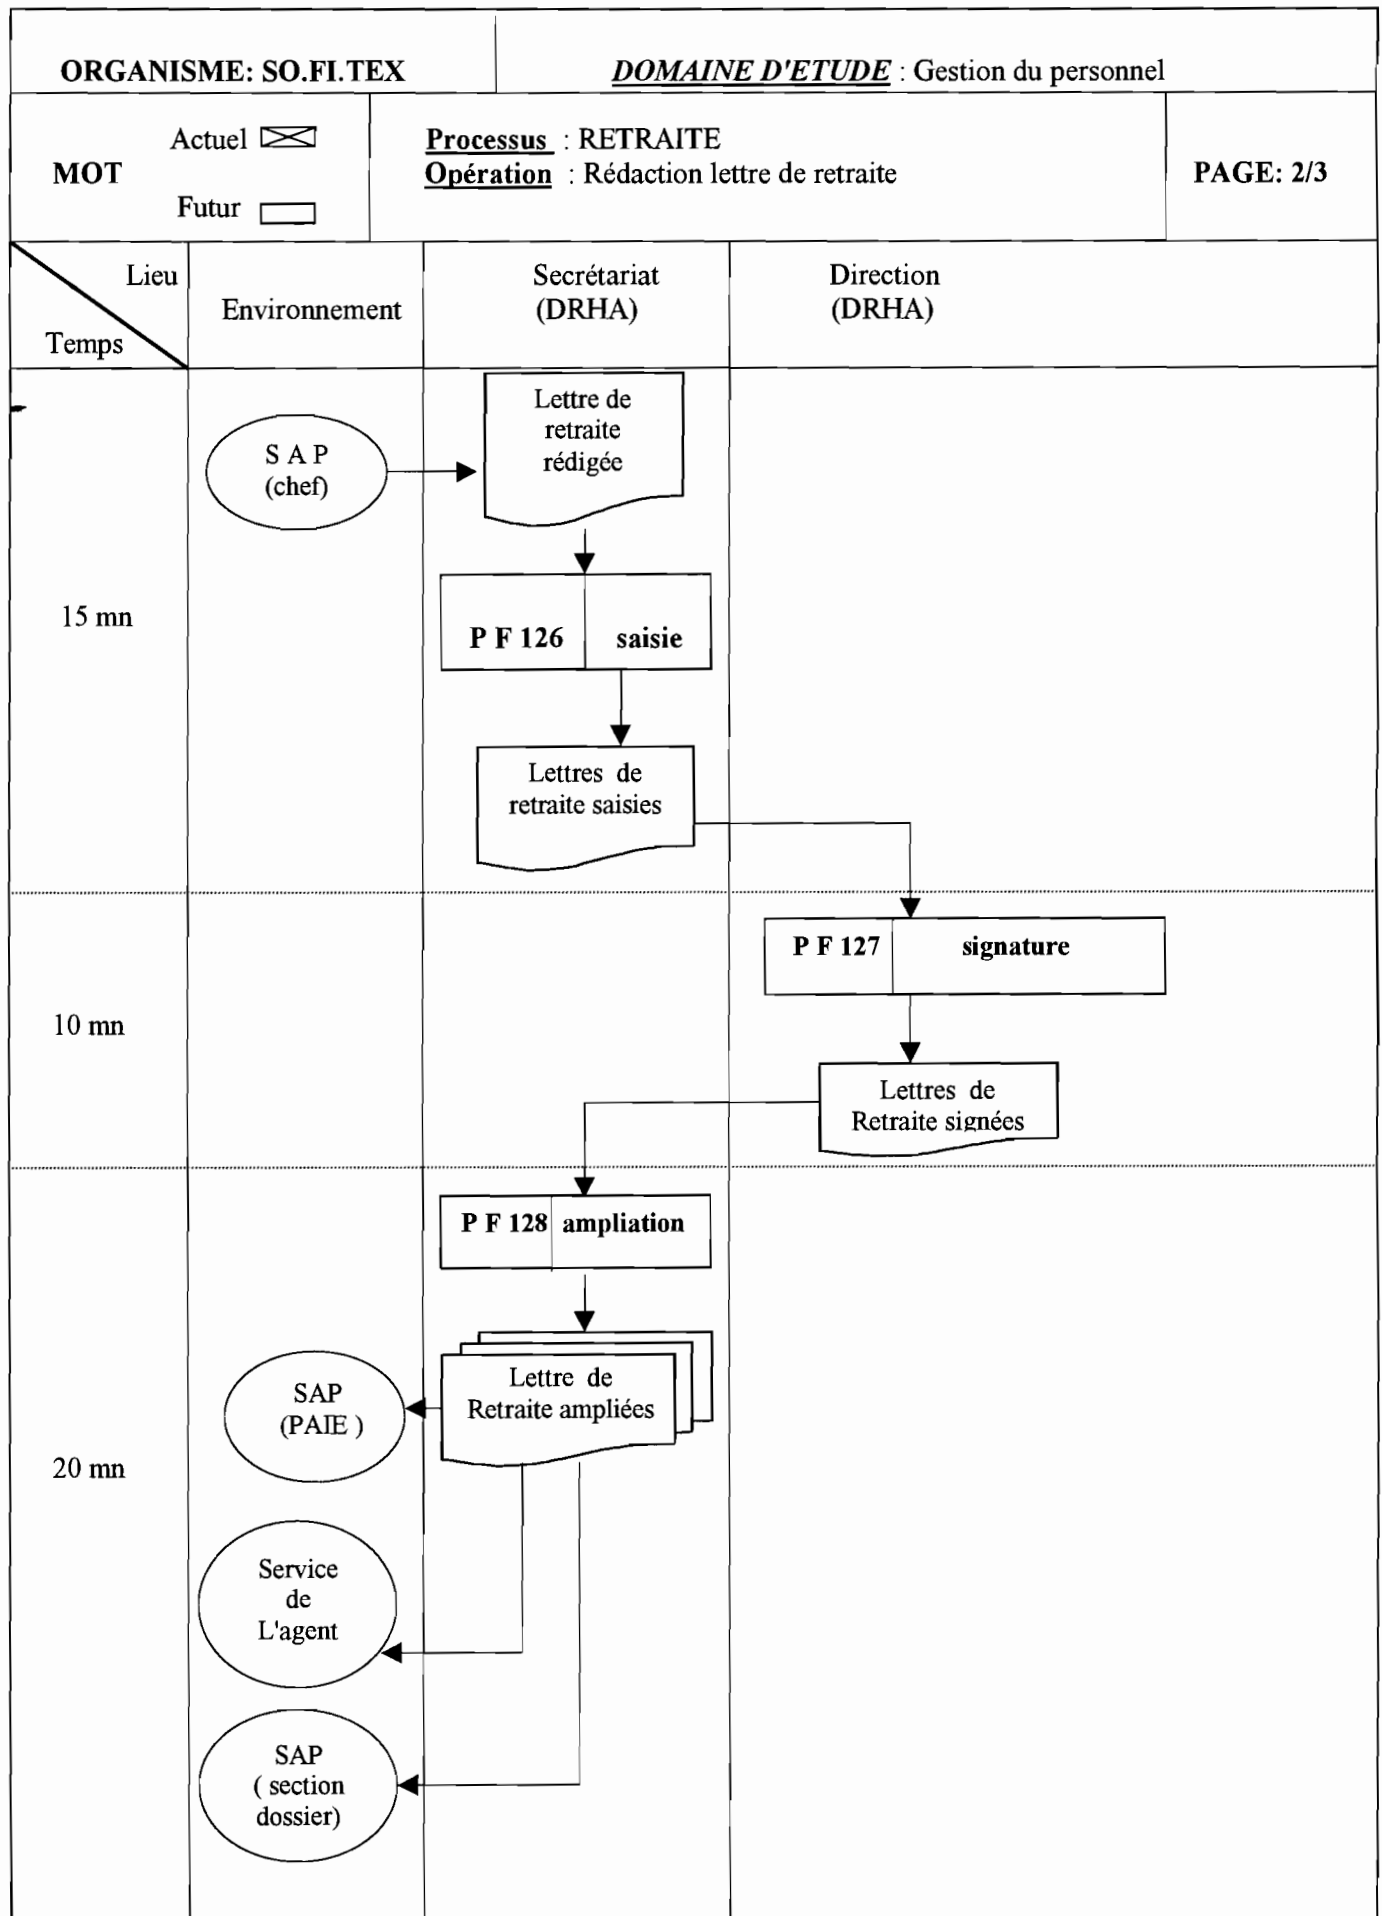 ORGANISME: SO.FI.TEX
DOMAINE D'ETUDE : Gestion du personnel
MOT
Actuel
Futur
Processus : RETRAITE
Opération : Rédaction lettre de retraite
PAGE: 2/3
Lieu
Temps
Environnement
Secrétariat
(DRHA)
Direction
(DRHA)
S A P
(chef)
Lettre de
retraite
rédigée
15 mn
P F 126 saisie
Lettres de
retraite saisies
P F 127 signature
10 mn
Lettres de
Retraite signées
P F 128 ampliation
Lettre de
Retraite ampliées
SAP
(PAIE )
20 mn
Service
de
L'agent
SAP
( section
dossier)